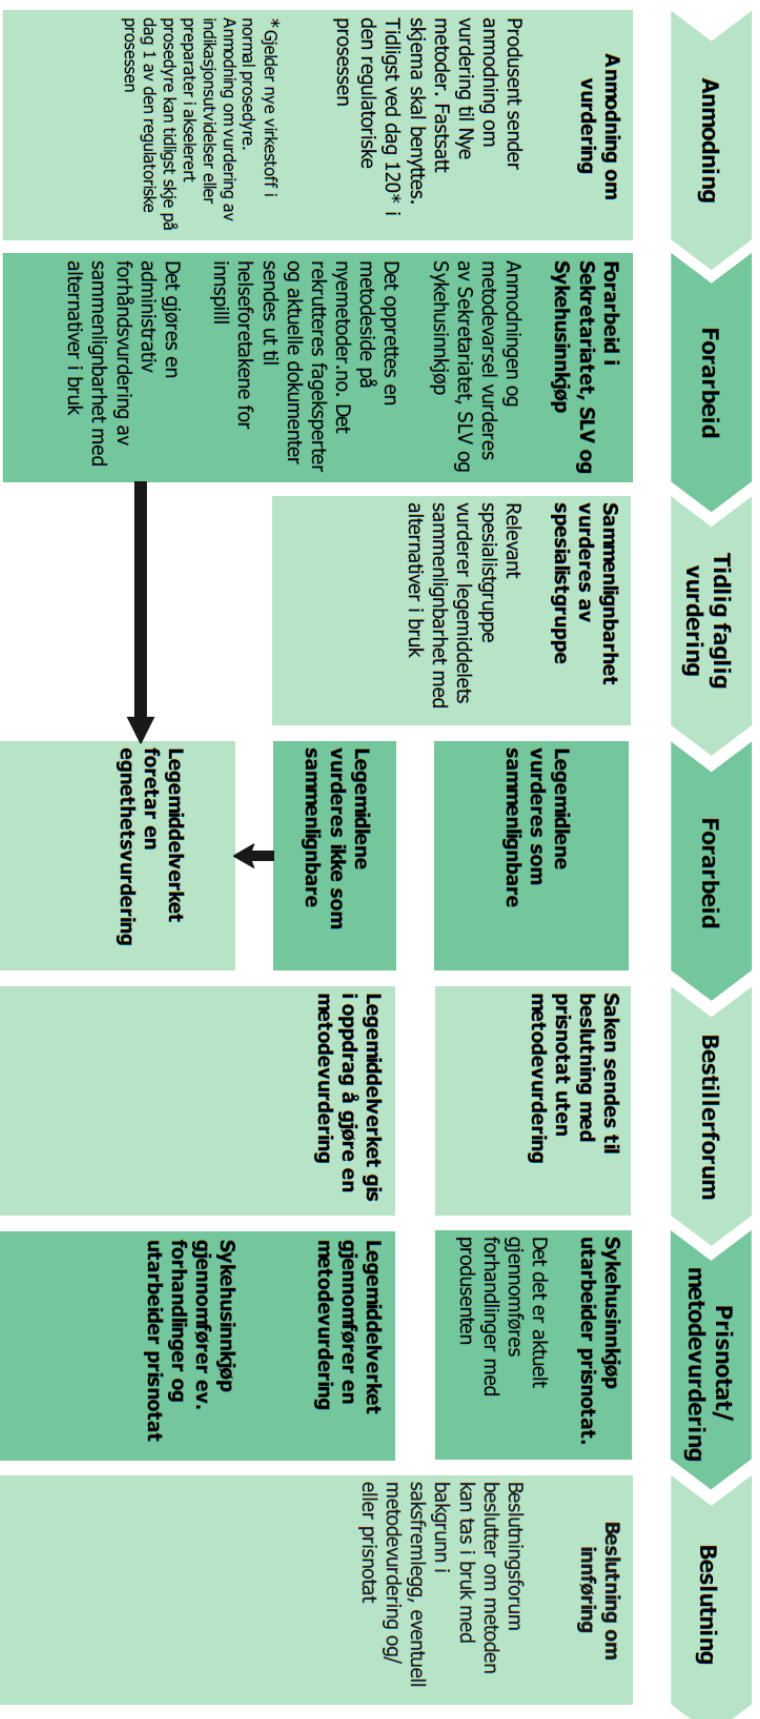 Anmodning
Forarbeid
Tidlig faglig
vurdering
Forarbeid
Bestillerforum
Prisnotat/
metodevurdering
Beslutning
Anmodning om
vurdering
Produsent sender
anmodning om
vurdering til Nye
metoder. Fastsatt
skjema skal benyttes.
Tidligst ved dag 120* i
den regulatoriske
prosessen
* Gjelder nye virkestoff i
normal prosedyre.
Anmodning om vurdering av
indikasjonsutvidelser eller
preparater i akselerert
prosedyre kan tidligst skje på
dag 1 av den regulatoriske
prosessen
Forarbeid i
Sekretariatet, SLV og
Sykehusinnkjøp
Anmodningen og
metodevarsel vurderes
av Sekretariatet, SLV og
Sykehusinnkjøp
Det opprettes en
metodeside på
nyemetoder.no. Det
rekrutteres fageksperter
og aktuelle dokumenter
sendes ut til
helseforetakene for
innspilll
Det gjøres en
administrativ
forhåndsvurdering av
sammenlignbarhet med
alternativer i bruk
Sammenlignbarhet
vurderes av
spesialistgruppe
Relevant
spesialistgruppe
vurderer legemiddelets
sammenlignbarhet med
alternativer i bruk
Legemidlene
vurderes som
sammenlignbare
Legemidlene
vurderes ikke som
sammenlignbare
Legemiddelverket
foretar en
egnethetsvurdering
Saken sendes til
beslutning med
prisnotat uten
metodevurdering
Legemiddelverket gis
i oppdrag å gjøre en
metodevurdering
Sykehusinnkjøp
utarbeider prisnotat.
Det det er aktuelt
gjennomføres
forhandlinger med
produsenten
Legemiddelverket
gjennomfører en
metodevurdering
Sykehusinnkjøp
gjennomfører ev.
forhandlinger og
utarbeider prisnotat
Beslutning om
innføring
Beslutningsforum
beslutter om metoden
kan tas i bruk med
bakgrunn i
saksfremlegg, eventuell
metodevurdering og/
eller prisnotat